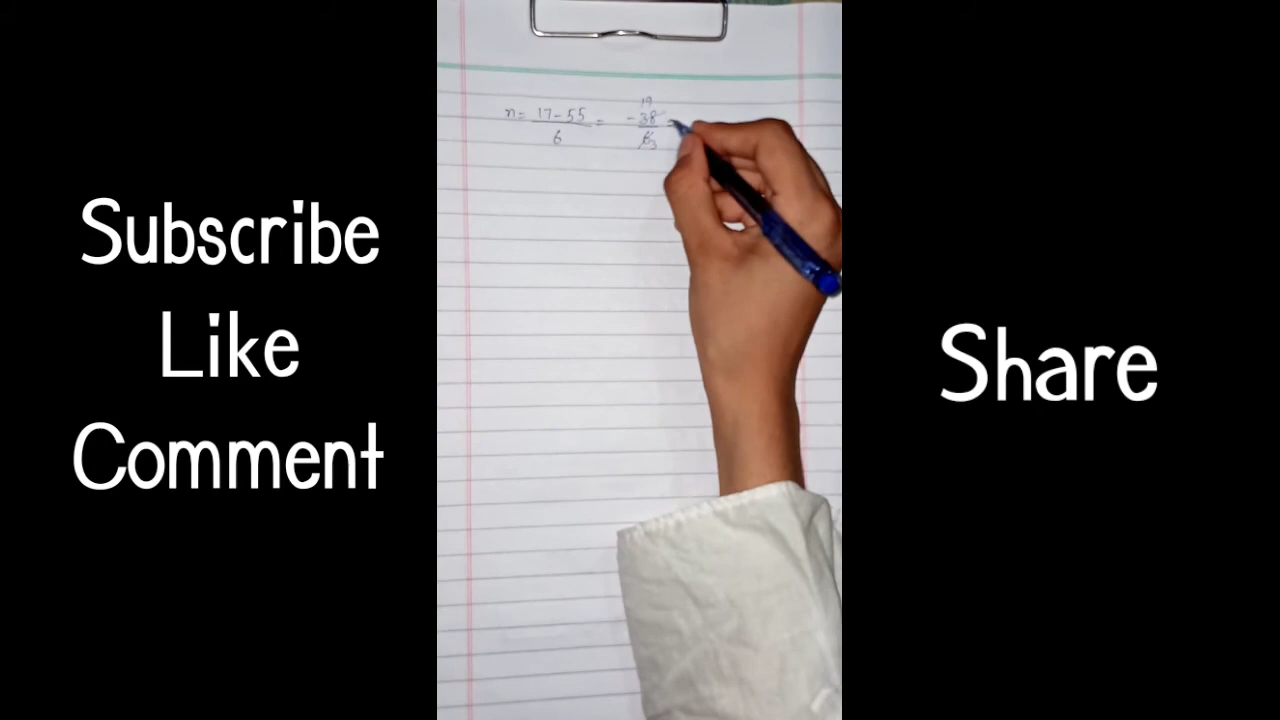 Subscribe
Like
Comment
19
n = 17 - 55 = - 38 =
6 6 3
Share